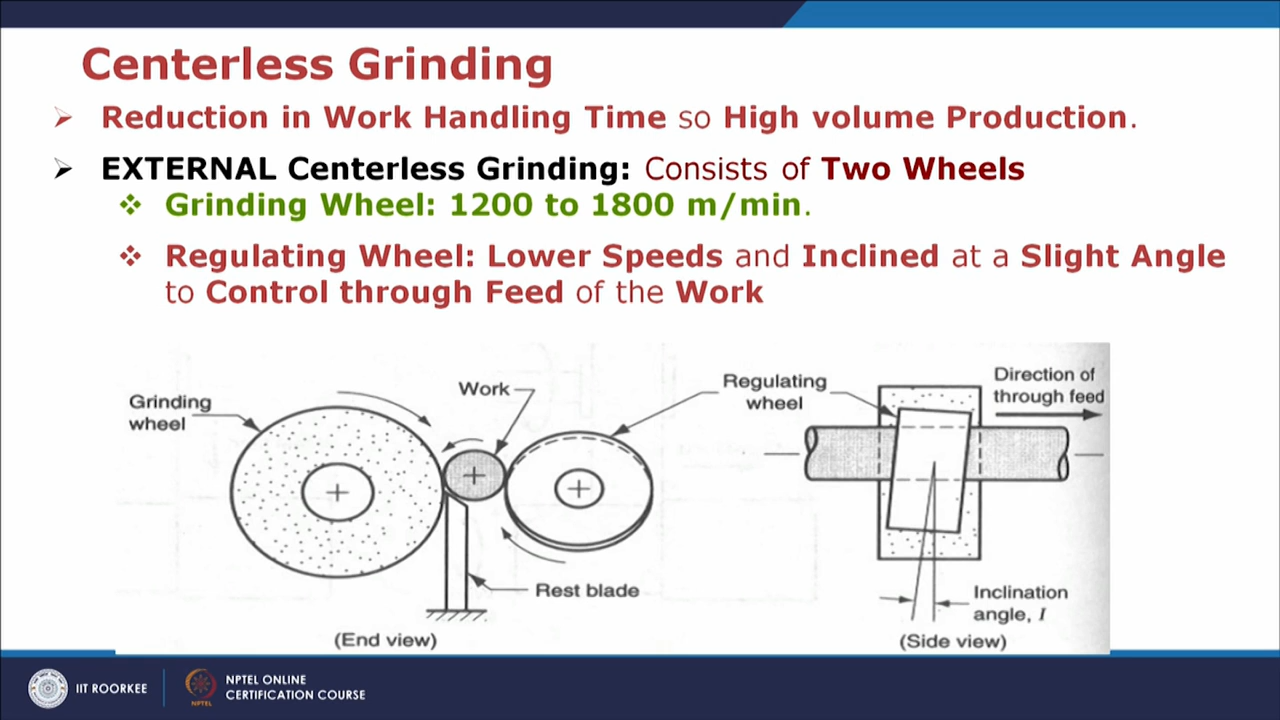 Centerless Grinding
Reduction in Work Handling Time so High volume Production.
EXTERNAL Centerless Grinding: Consists of Two Wheels
Grinding Wheel: 1200 to 1800 m/min.
Regulating Wheel: Lower Speeds and Inclined at a Slight Angle
to Control through Feed of the Work
Grinding
wheel
Work
Regulating
wheel
Direction of
through feed
Rest blade
Inclination
angle, I
(End view)
(Side view)
IIT ROORKEE
NPTEL
NPTEL ONLINE
CERTIFICATION COURSE